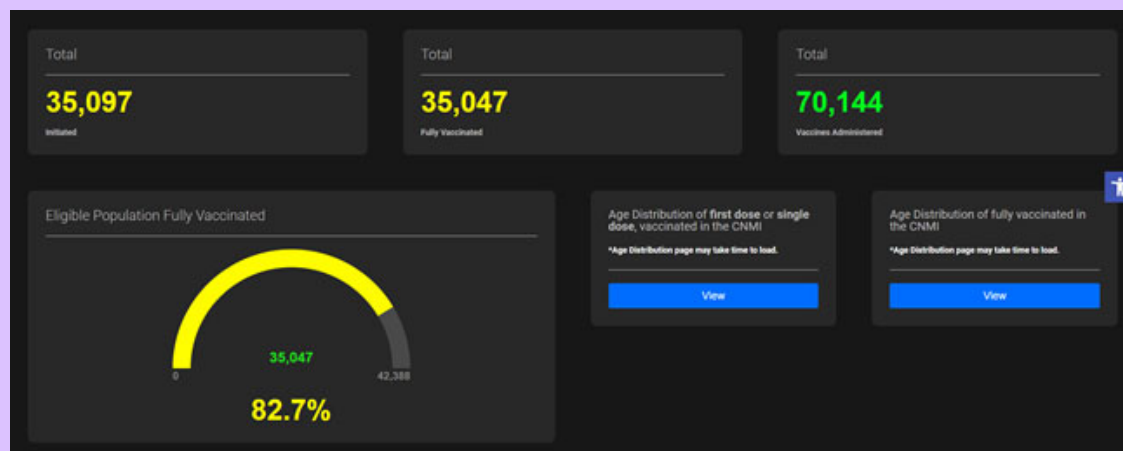 Total
35,097
Initiated
Total
35,047
Fully Vaccinated
Total
70,144
Vaccines Administered
Eligible Population Fully Vaccinated
35,047
0
42,388
82.7%
Age Distribution of first dose or single
dose, vaccinated in the CNMI
*Age Distribution page may take time to load.
View
Age Distribution of fully vaccinated in
the CNMI
*Age Distribution page may take time to load.
View